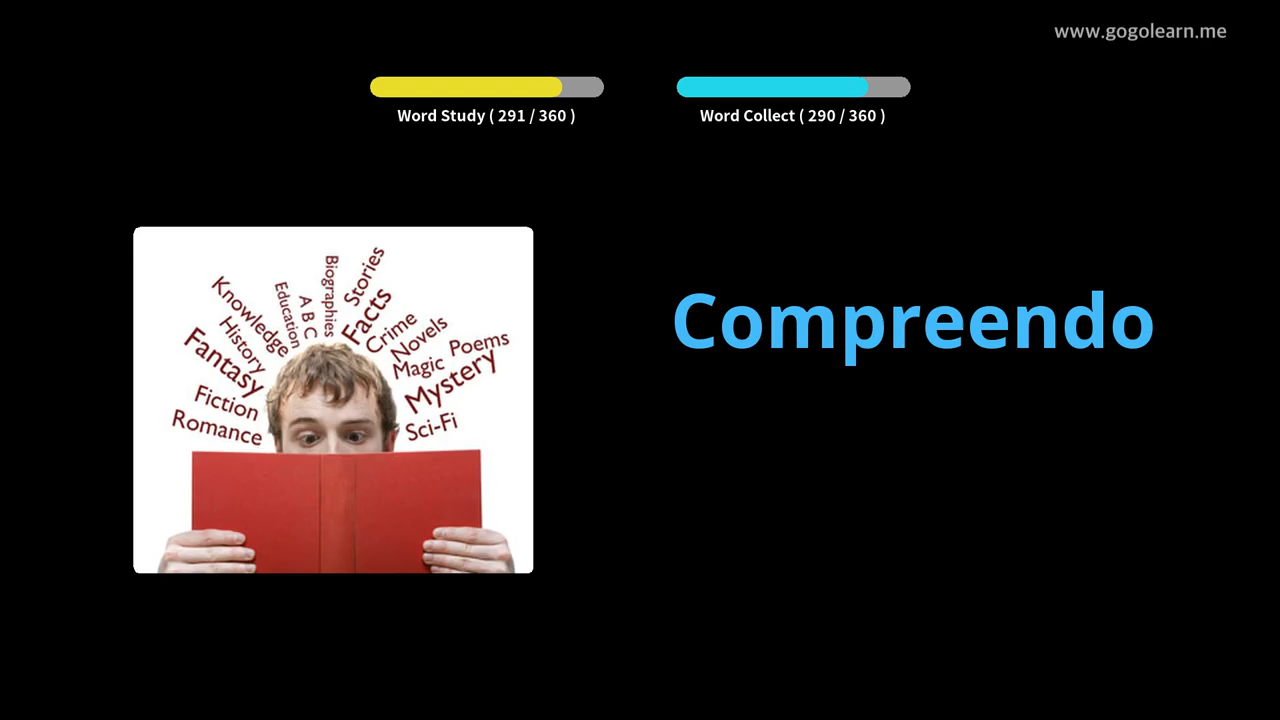 www.gogolearn.me
Word Study ( 291 / 360 )
Word Collect ( 290 / 360 )
Compreendo
Knowledge
History
Fantasy
Fiction
Romance
Education
A B C
Biographies
Stories
Facts
Crime
Novels
Magic
Poems
Mystery
Sci-Fi